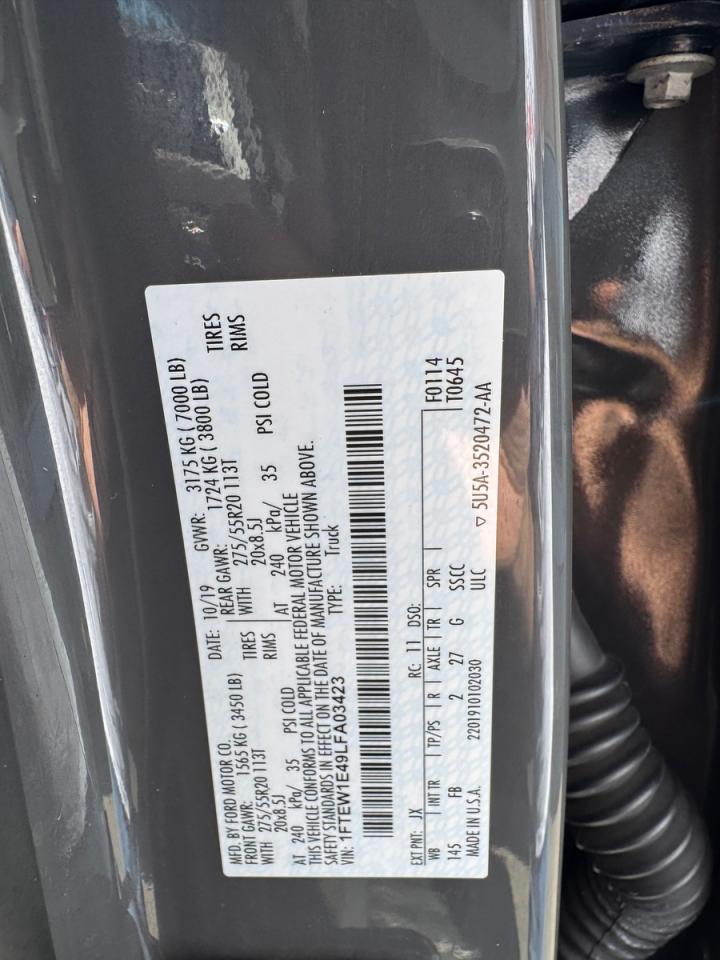 MFD. BY FORD MOTOR CO.
DATE: 10/19 GVWR: 3175 KG ( 7000 LB)
FRONT GAWR: 1565 KG ( 3450 LB) REAR GAWR: 1724 KG ( 3800 LB)
WITH 275/55R20 113T TIRES WITH 275/55R20 113T TIRES
20x8.5J RIMS 20x8.5J RIMS
AT 240 kPa/ 35 PSI COLD AT 240 kPa/ 35 PSI COLD
THIS VEHICLE CONFORMS TO ALL APPLICABLE FEDERAL MOTOR VEHICLE
SAFETY STANDARDS IN EFFECT ON THE DATE OF MANUFACTURE SHOWN ABOVE.
VIN: 1FTEW1E49LFA03423 TYPE: Truck
EXT PNT: JX RC: 11 DSO: F0114
WB INT TR TP/PS R AXLE TR SPR T0645
145 FB 2 27 G SSCC
MADE IN U.S.A. 2201910102030 ULC ▽ 5U5A-3520472-AA